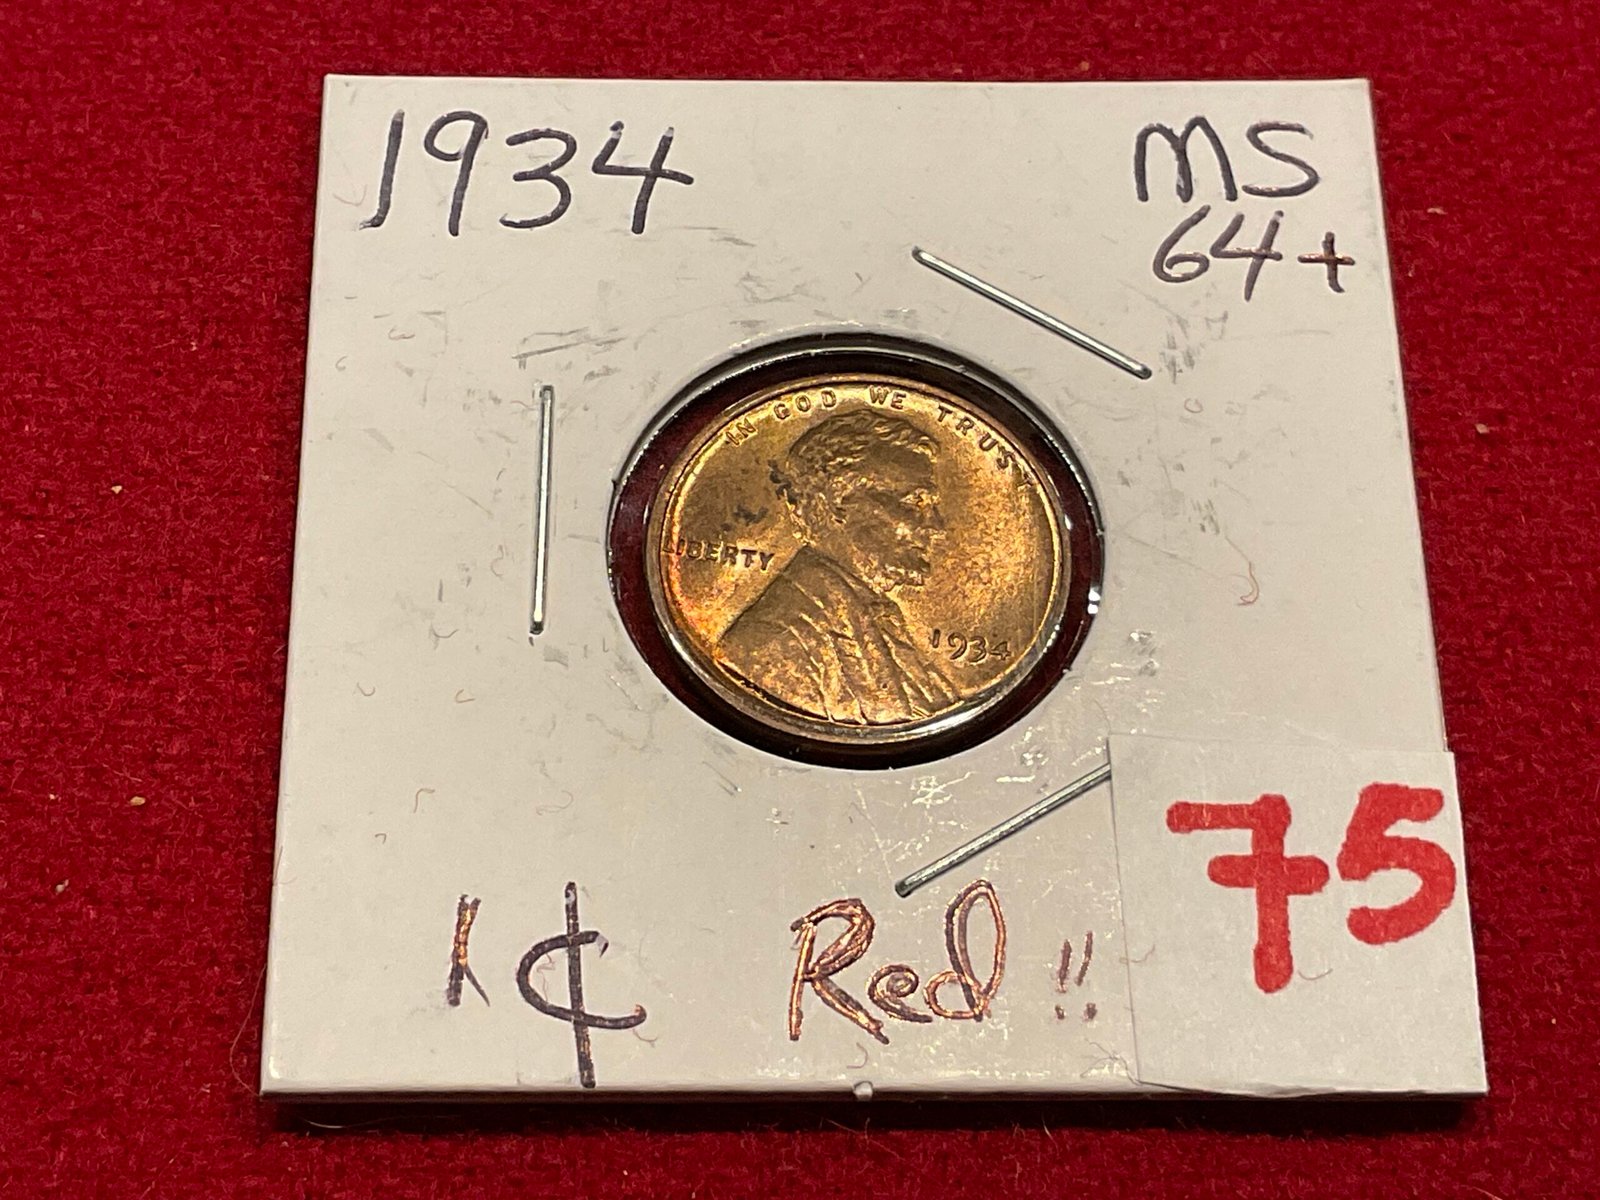 1934
MS
64+
IN GOD WE TRUST
LIBERTY
1934
75
1¢ Red !!